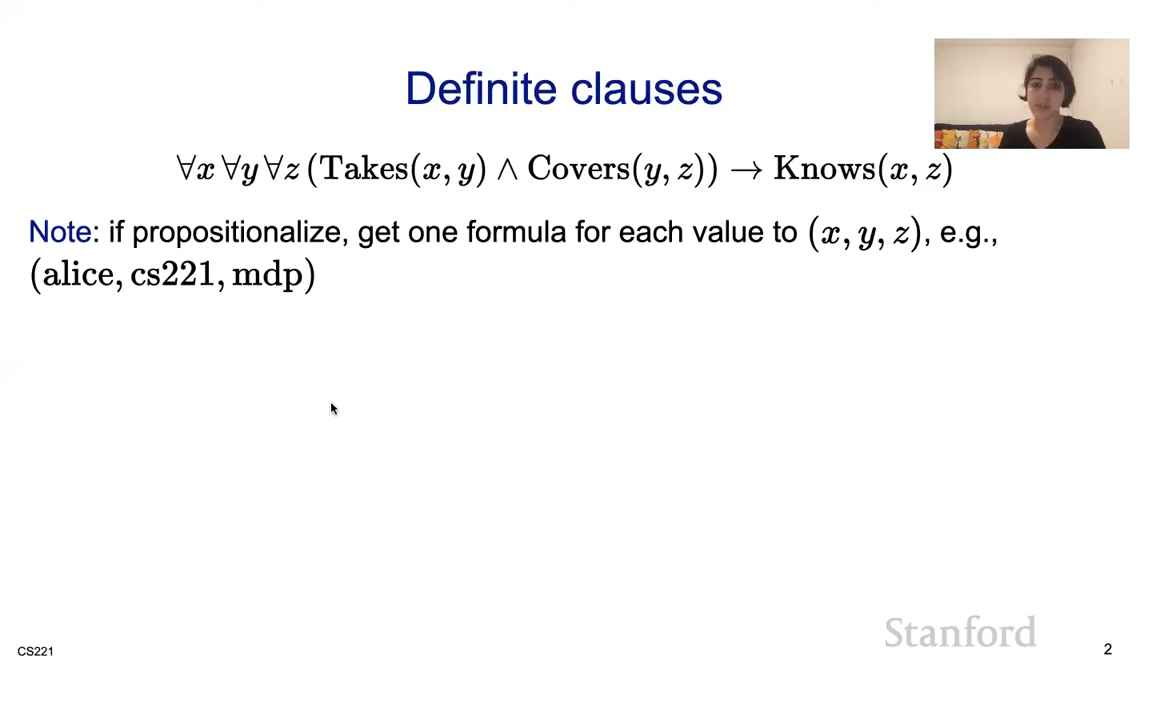 Definite clauses
∀x ∀y ∀z (Takes(x, y) ∧ Covers(y, z)) → Knows(x, z)
Note: if propositionalize, get one formula for each value to (x, y, z), e.g.,
(alice, cs221, mdp)
Stanford
CS221
2